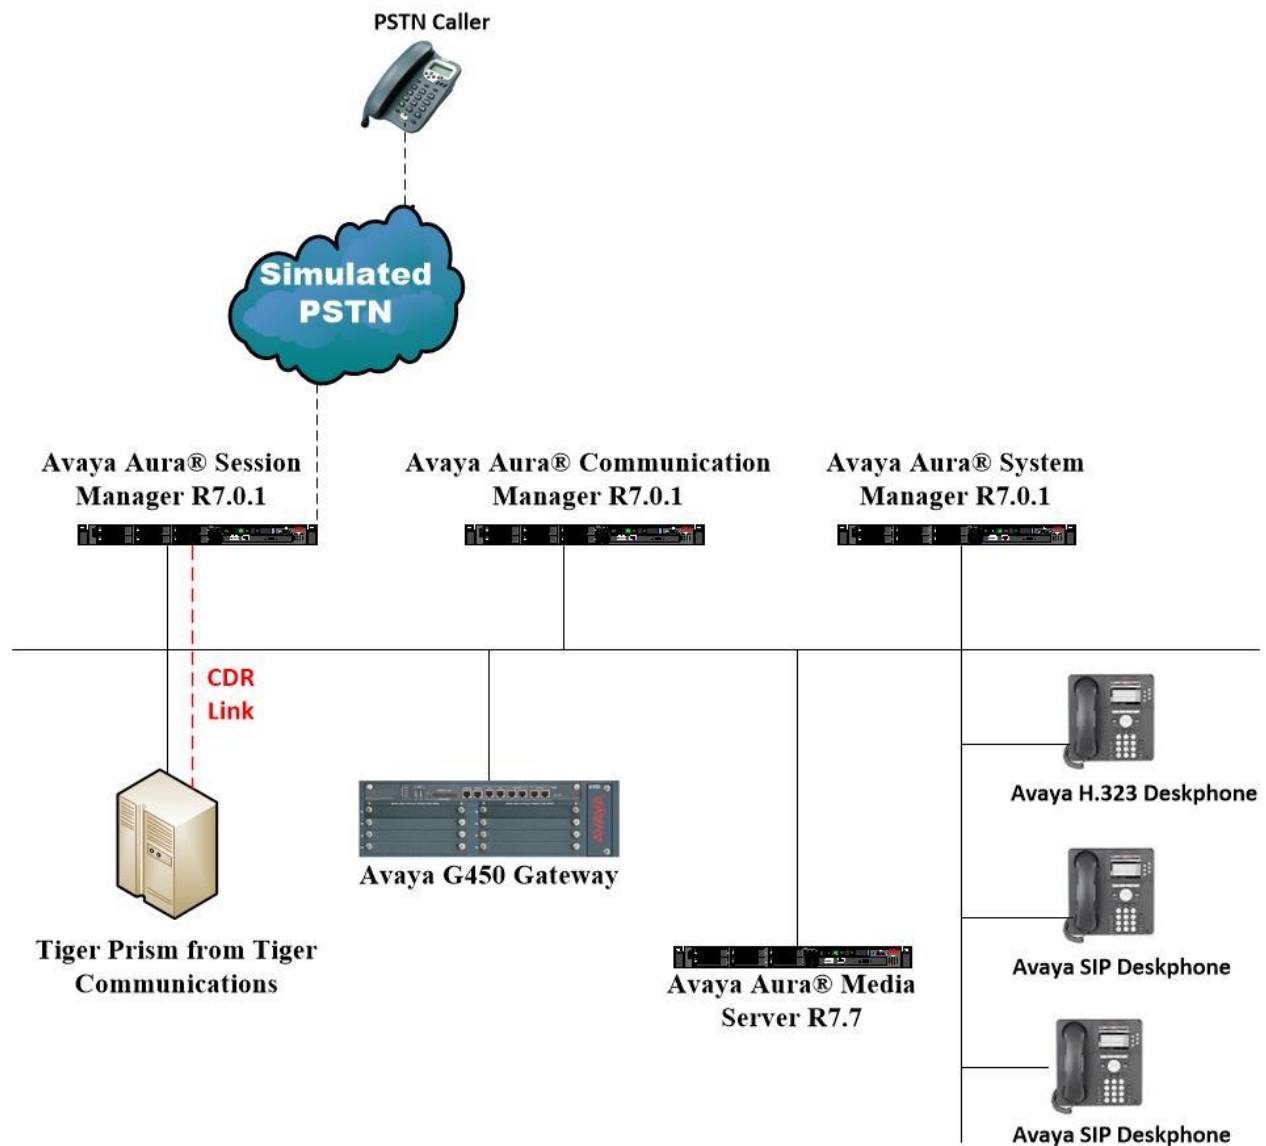 PSTN Caller
Simulated
PSTN
Avaya Aura® Session
Manager R7.0.1
Avaya Aura® Communication
Manager R7.0.1
Avaya Aura® System
Manager R7.0.1
CDR
Link
Avaya H.323 Deskphone
AVAYA
Avaya G450 Gateway
Avaya SIP Deskphone
Tiger Prism from Tiger
Communications
Avaya Aura® Media
Server R7.7
Avaya SIP Deskphone